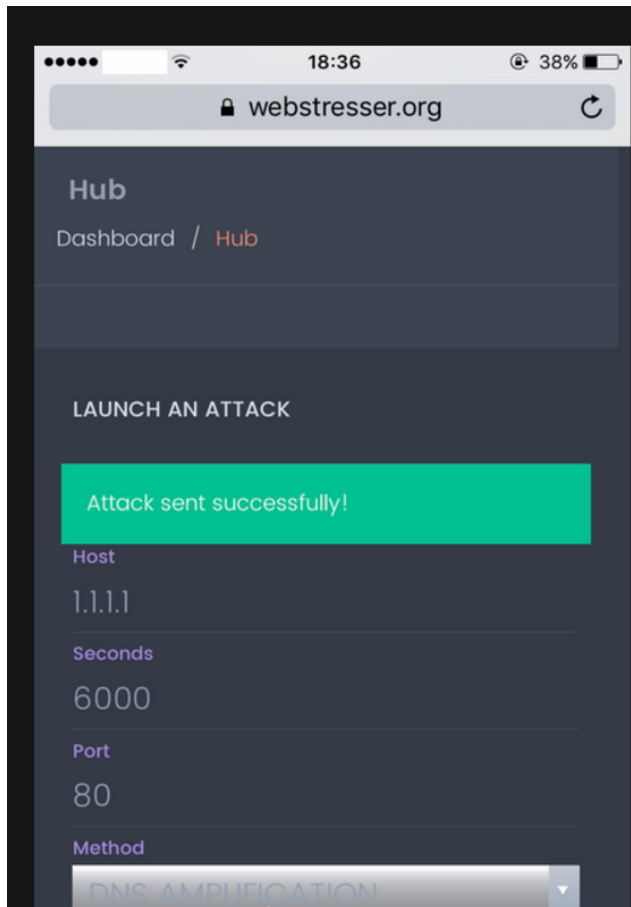 18:36
38%
webstresser.org
Hub
Dashboard / Hub
LAUNCH AN ATTACK
Attack sent successfully!
Host
1.1.1.1
Seconds
6000
Port
80
Method
DNS AMPLIFICATION